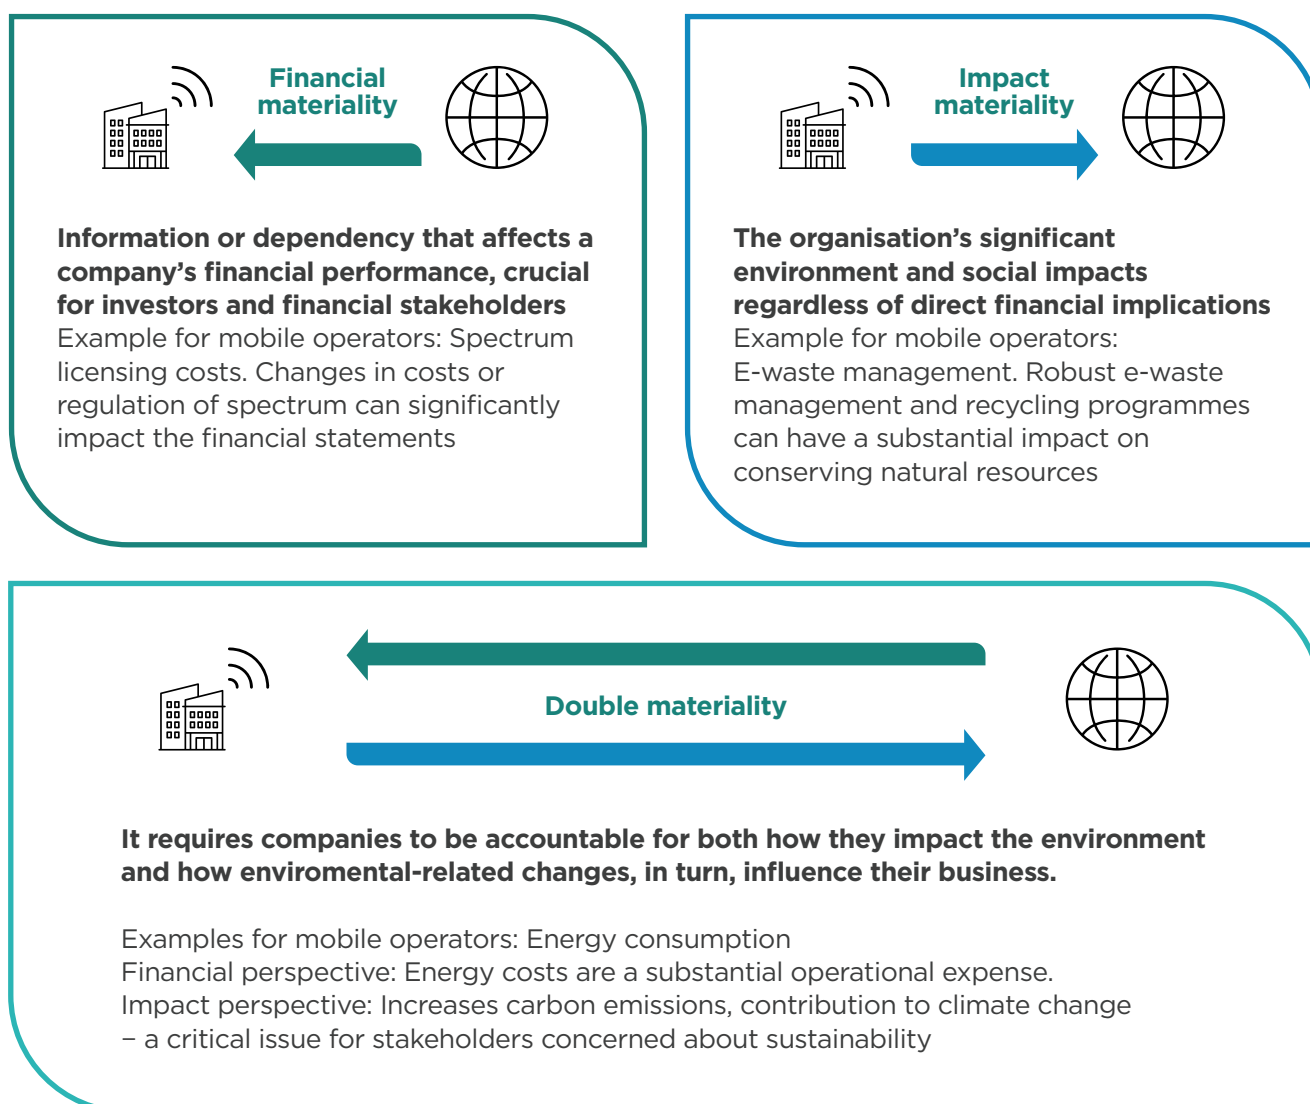 Financial
materiality
Information or dependency that affects a
company’s financial performance, crucial
for investors and financial stakeholders
Example for mobile operators: Spectrum
licensing costs. Changes in costs or
regulation of spectrum can significantly
impact the financial statements
Impact
materiality
The organisation’s significant
environment and social impacts
regardless of direct financial implications
Example for mobile operators:
E-waste management. Robust e-waste
management and recycling programmes
can have a substantial impact on
conserving natural resources
Double materiality
It requires companies to be accountable for both how they impact the environment
and how enviromental-related changes, in turn, influence their business.
Examples for mobile operators: Energy consumption
Financial perspective: Energy costs are a substantial operational expense.
Impact perspective: Increases carbon emissions, contribution to climate change
– a critical issue for stakeholders concerned about sustainability